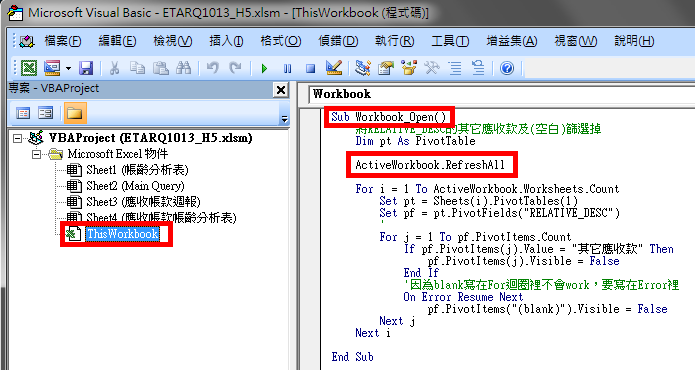 Microsoft Visual Basic - ETARQ1013_H5.xlsm - [ThisWorkbook (程式碼)]
檔案(F) 編輯(E) 檢視(V) 插入(I) 格式(O) 偵錯(D) 執行(R) 工具(T) 增益集(A) 視窗(W) 說明(H)
專案 - VBAProject
VBAProject (ETARQ1013_H5.xlsm)
Microsoft Excel 物件
Sheet1 (帳齡分析表)
Sheet2 (Main Query)
Sheet3 (應收帳款週報)
Sheet4 (應收帳款帳齡分析表)
ThisWorkbook
Workbook
Sub Workbook_Open()
'將RELATIVE_DESC的其它應收款及(空白)篩選掉
Dim pt As PivotTable
ActiveWorkbook.RefreshAll
For i = 1 To ActiveWorkbook.Worksheets.Count
Set pt = Sheets(i).PivotTables(1)
Set pf = pt.PivotFields("RELATIVE_DESC")
'
For j = 1 To pf.PivotItems.Count
If pf.PivotItems(j).Value = "其它應收款" Then
pf.PivotItems(j).Visible = False
End If
'因為blank寫在For迴圈裡不會work，要寫在Error裡
On Error Resume Next
pf.PivotItems("(blank)").Visible = False
Next j
Next i
End Sub